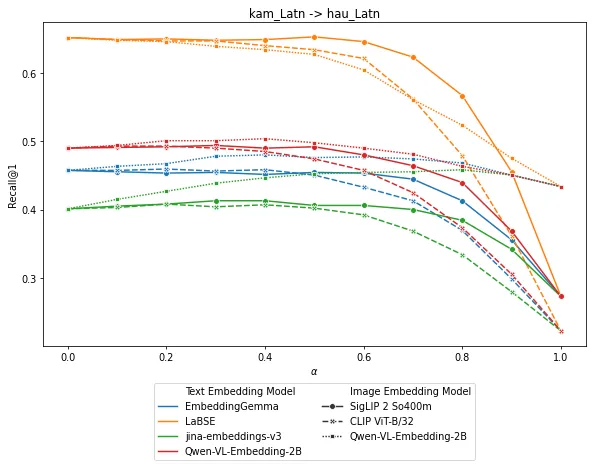 kam_Latn -> hau_Latn
Recall@1
0.6
0.5
0.4
0.3
0.0 0.2 0.4 0.6 0.8 1.0
α
Text Embedding Model Image Embedding Model
EmbeddingGemma SigLIP 2 So400m
LaBSE CLIP ViT-B/32
jina-embeddings-v3 Qwen-VL-Embedding-2B
Qwen-VL-Embedding-2B